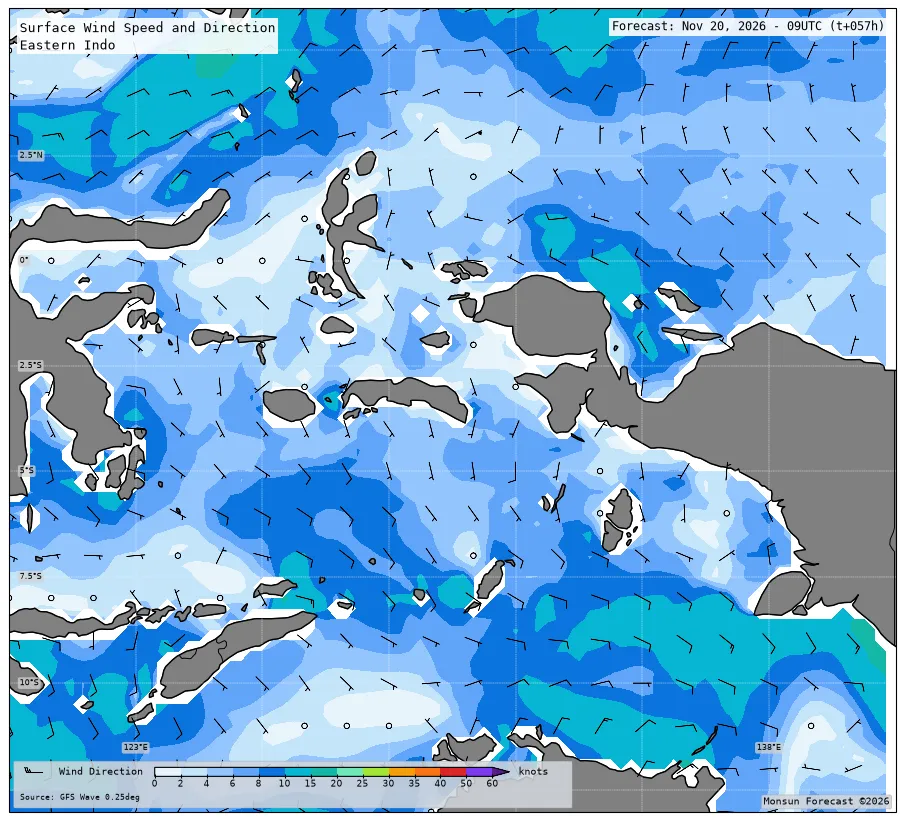 Surface Wind Speed and Direction
Eastern Indo
Forecast: Nov 20, 2026 - 09UTC (t+057h)
2.5°N
0°
2.5°S
5°S
7.5°S
10°S
123°E
138°E
Wind Direction
0 2 4 6 8 10 15 20 25 30 35 40 45 50 60
knots
Source: GFS Wave 0.25deg
Monsun Forecast ©2026